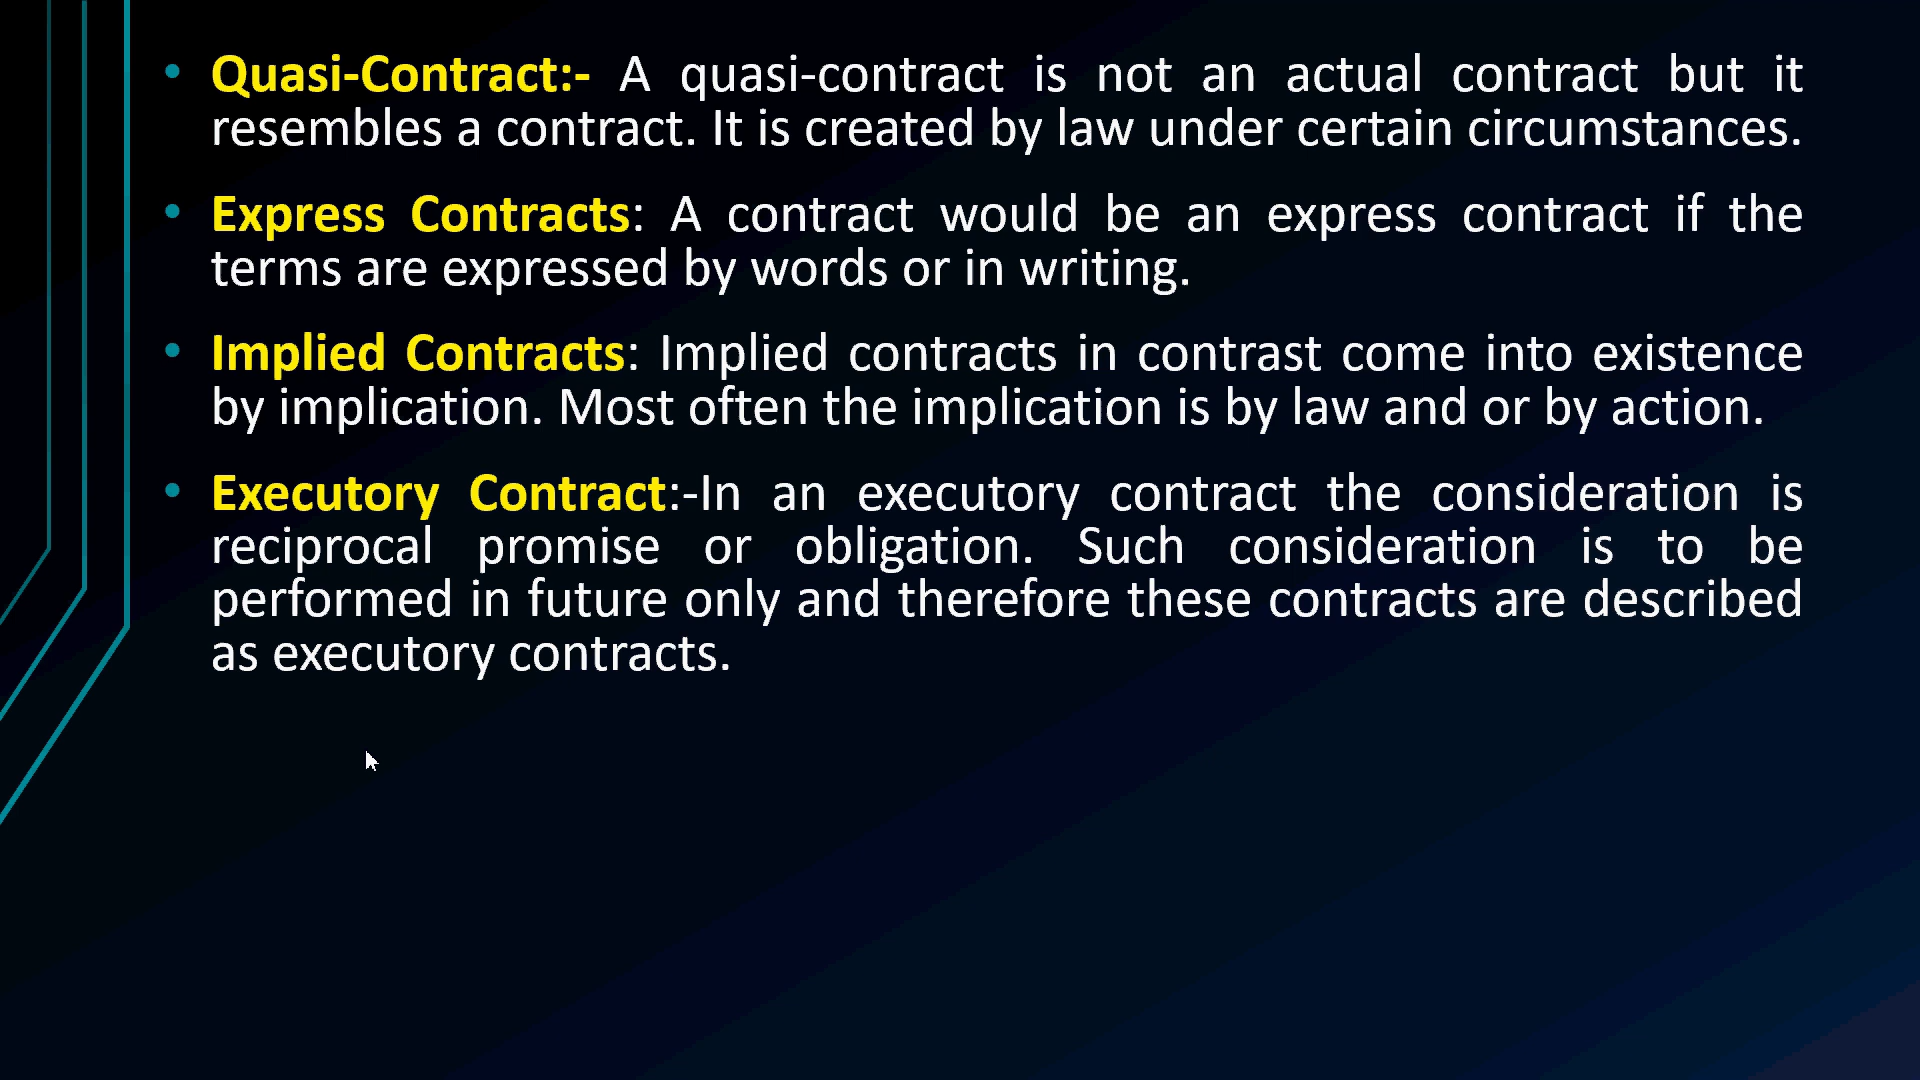 • Quasi-Contract:- A quasi-contract is not an actual contract but it
resembles a contract. It is created by law under certain circumstances.
• Express Contracts: A contract would be an express contract if the
terms are expressed by words or in writing.
• Implied Contracts: Implied contracts in contrast come into existence
by implication. Most often the implication is by law and or by action.
• Executory Contract:-In an executory contract the consideration is
reciprocal promise or obligation. Such consideration is to be
performed in future only and therefore these contracts are described
as executory contracts.